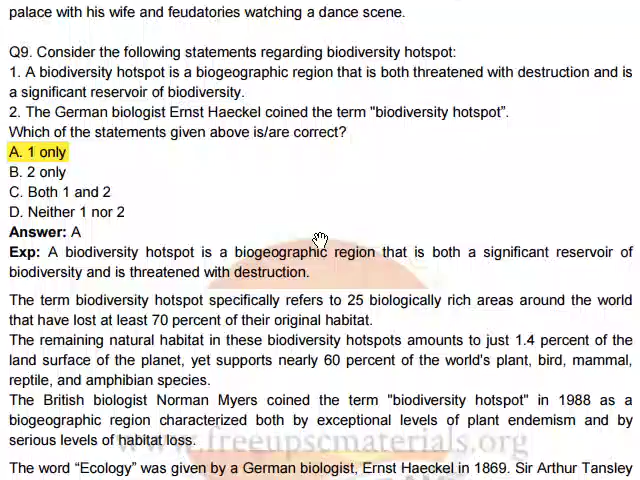 palace with his wife and feudatories watching a dance scene.
Q9. Consider the following statements regarding biodiversity hotspot:
1. A biodiversity hotspot is a biogeographic region that is both threatened with destruction and is
a significant reservoir of biodiversity.
2. The German biologist Ernst Haeckel coined the term "biodiversity hotspot”.
Which of the statements given above is/are correct?
A. 1 only
B. 2 only
C. Both 1 and 2
D. Neither 1 nor 2
Answer: A
Exp: A biodiversity hotspot is a biogeographic region that is both a significant reservoir of
biodiversity and is threatened with destruction.
The term biodiversity hotspot specifically refers to 25 biologically rich areas around the world
that have lost at least 70 percent of their original habitat.
The remaining natural habitat in these biodiversity hotspots amounts to just 1.4 percent of the
land surface of the planet, yet supports nearly 60 percent of the world's plant, bird, mammal,
reptile, and amphibian species.
The British biologist Norman Myers coined the term "biodiversity hotspot" in 1988 as a
biogeographic region characterized both by exceptional levels of plant endemism and by
serious levels of habitat loss.
www.freeupscmaterials.org
The word “Ecology” was given by a German biologist, Ernst Haeckel in 1869. Sir Arthur Tansley